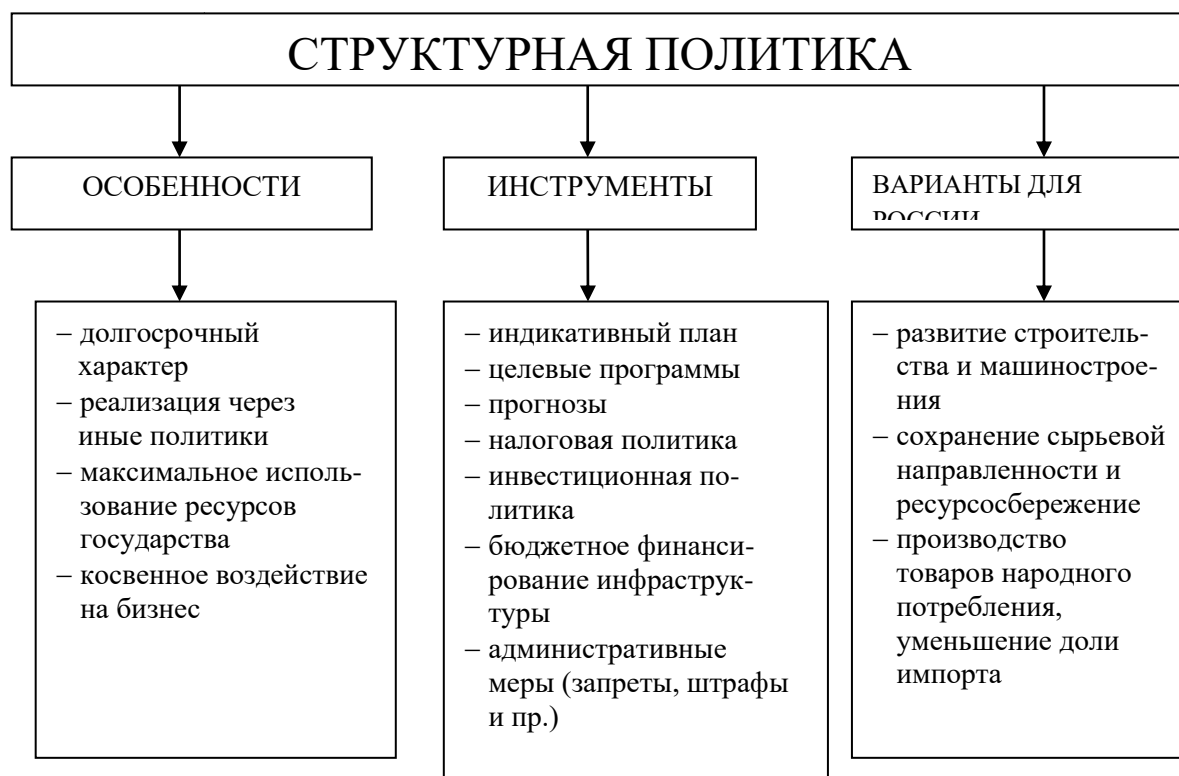 СТРУКТУРНАЯ ПОЛИТИКА
ОСОБЕННОСТИ
ИНСТРУМЕНТЫ
ВАРИАНТЫ ДЛЯ
РОССИИ
– долгосрочный
характер
– реализация через
иные политики
– максимальное исполь-
зование ресурсов
государства
– косвенное воздействие
на бизнес
– индикативный план
– целевые программы
– прогнозы
– налоговая политика
– инвестиционная по-
литика
– бюджетное финанси-
рование инфраструк-
туры
– административные
меры (запреты, штрафы
и пр.)
– развитие строитель-
ства и машинострое-
ния
– сохранение сырьевой
направленности и
ресурсосбережение
– производство
товаров народного
потребления,
уменьшение доли
импорта